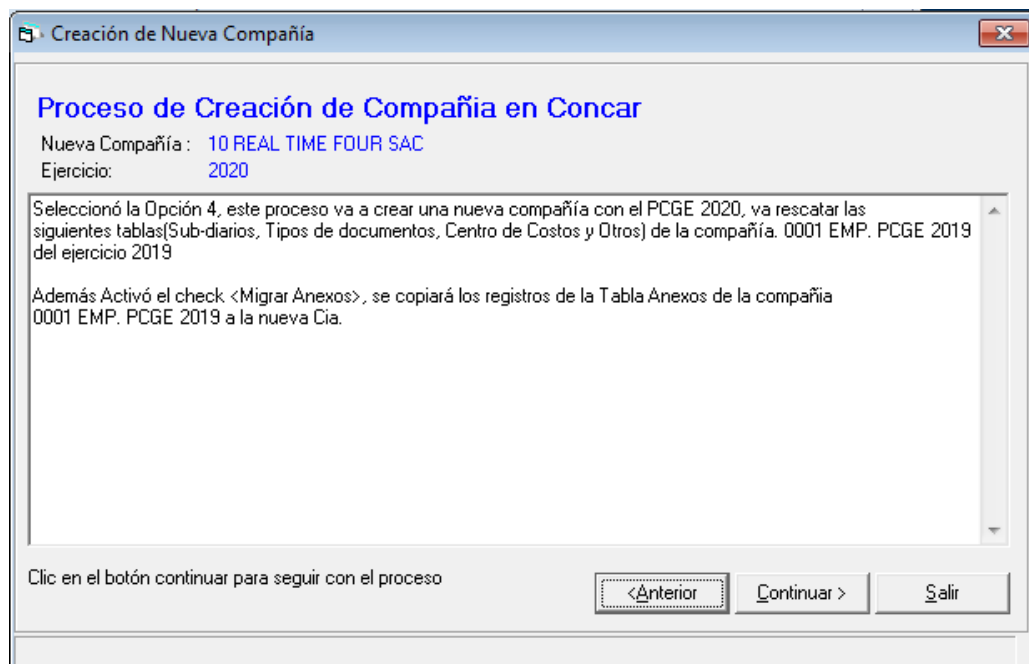 Creación de Nueva Compañía
Proceso de Creación de Compañia en Concar
Nueva Compañía : 10 REAL TIME FOUR SAC
Ejercicio: 2020
Seleccionó la Opción 4, este proceso va a crear una nueva compañía con el PCGE 2020, va rescatar las
siguientes tablas(Sub-diarios, Tipos de documentos, Centro de Costos y Otros) de la compañía. 0001 EMP. PCGE 2019
del ejercicio 2019
Además Activó el check <Migrar Anexos>, se copiará los registros de la Tabla Anexos de la compañia
0001 EMP. PCGE 2019 a la nueva Cia.
Clic en el botón continuar para seguir con el proceso
<Anterior Continuar > Salir